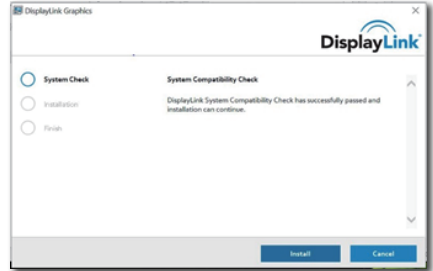 DisplayLink Graphics
DisplayLink
System Check
System Compatibility Check
DisplayLink System Compatibility Check has successfully passed and
installation can continue.
Installation
Finish
Install
Cancel